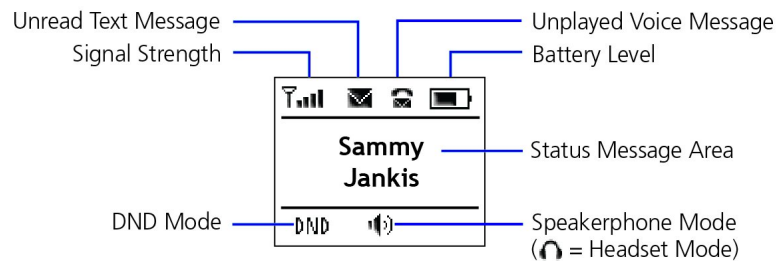 Unread Text Message
Unplayed Voice Message
Signal Strength
Battery Level
Sammy
Jankis
Status Message Area
DND Mode
DND
Speakerphone Mode
( = Headset Mode)